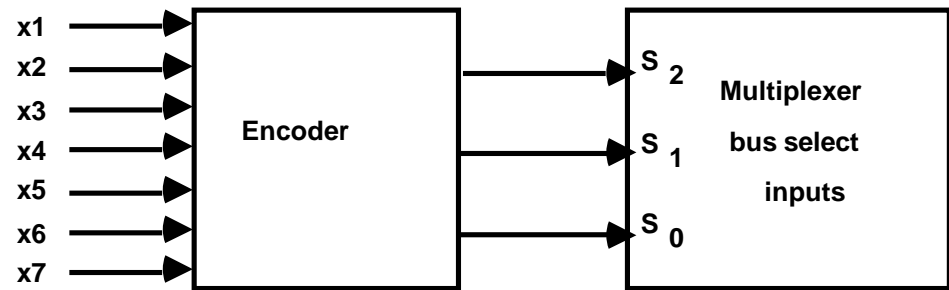 x1
x2
x3
x4
x5
x6
x7
Encoder
S 2
S 1
S 0
Multiplexer
bus select
inputs